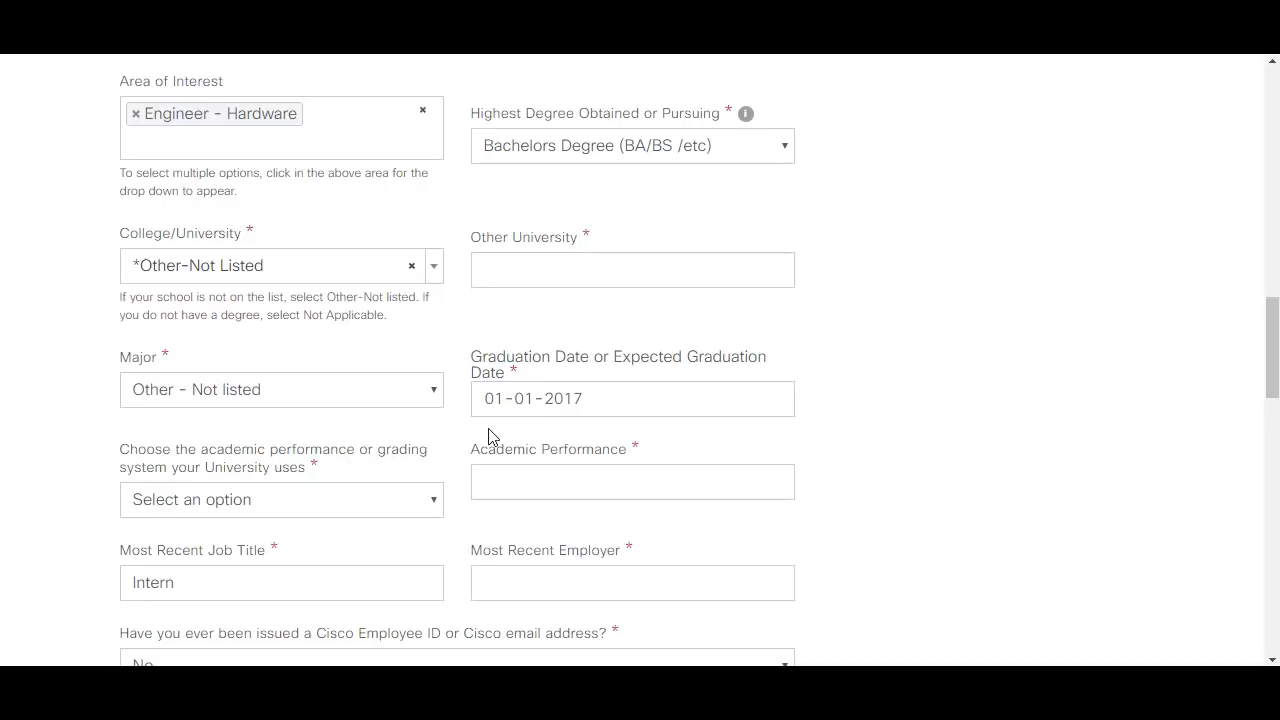 Area of Interest
× Engineer - Hardware ×
To select multiple options, click in the above area for the
drop down to appear.
Highest Degree Obtained or Pursuing * i
Bachelors Degree (BA/BS /etc)
College/University *
*Other-Not Listed ×
If your school is not on the list, select Other-Not listed. If
you do not have a degree, select Not Applicable.
Other University *
Major *
Other - Not listed
Graduation Date or Expected Graduation
Date *
01-01-2017
Choose the academic performance or grading
system your University uses *
Select an option
Academic Performance *
Most Recent Job Title *
Intern
Most Recent Employer *
Have you ever been issued a Cisco Employee ID or Cisco email address? *
No